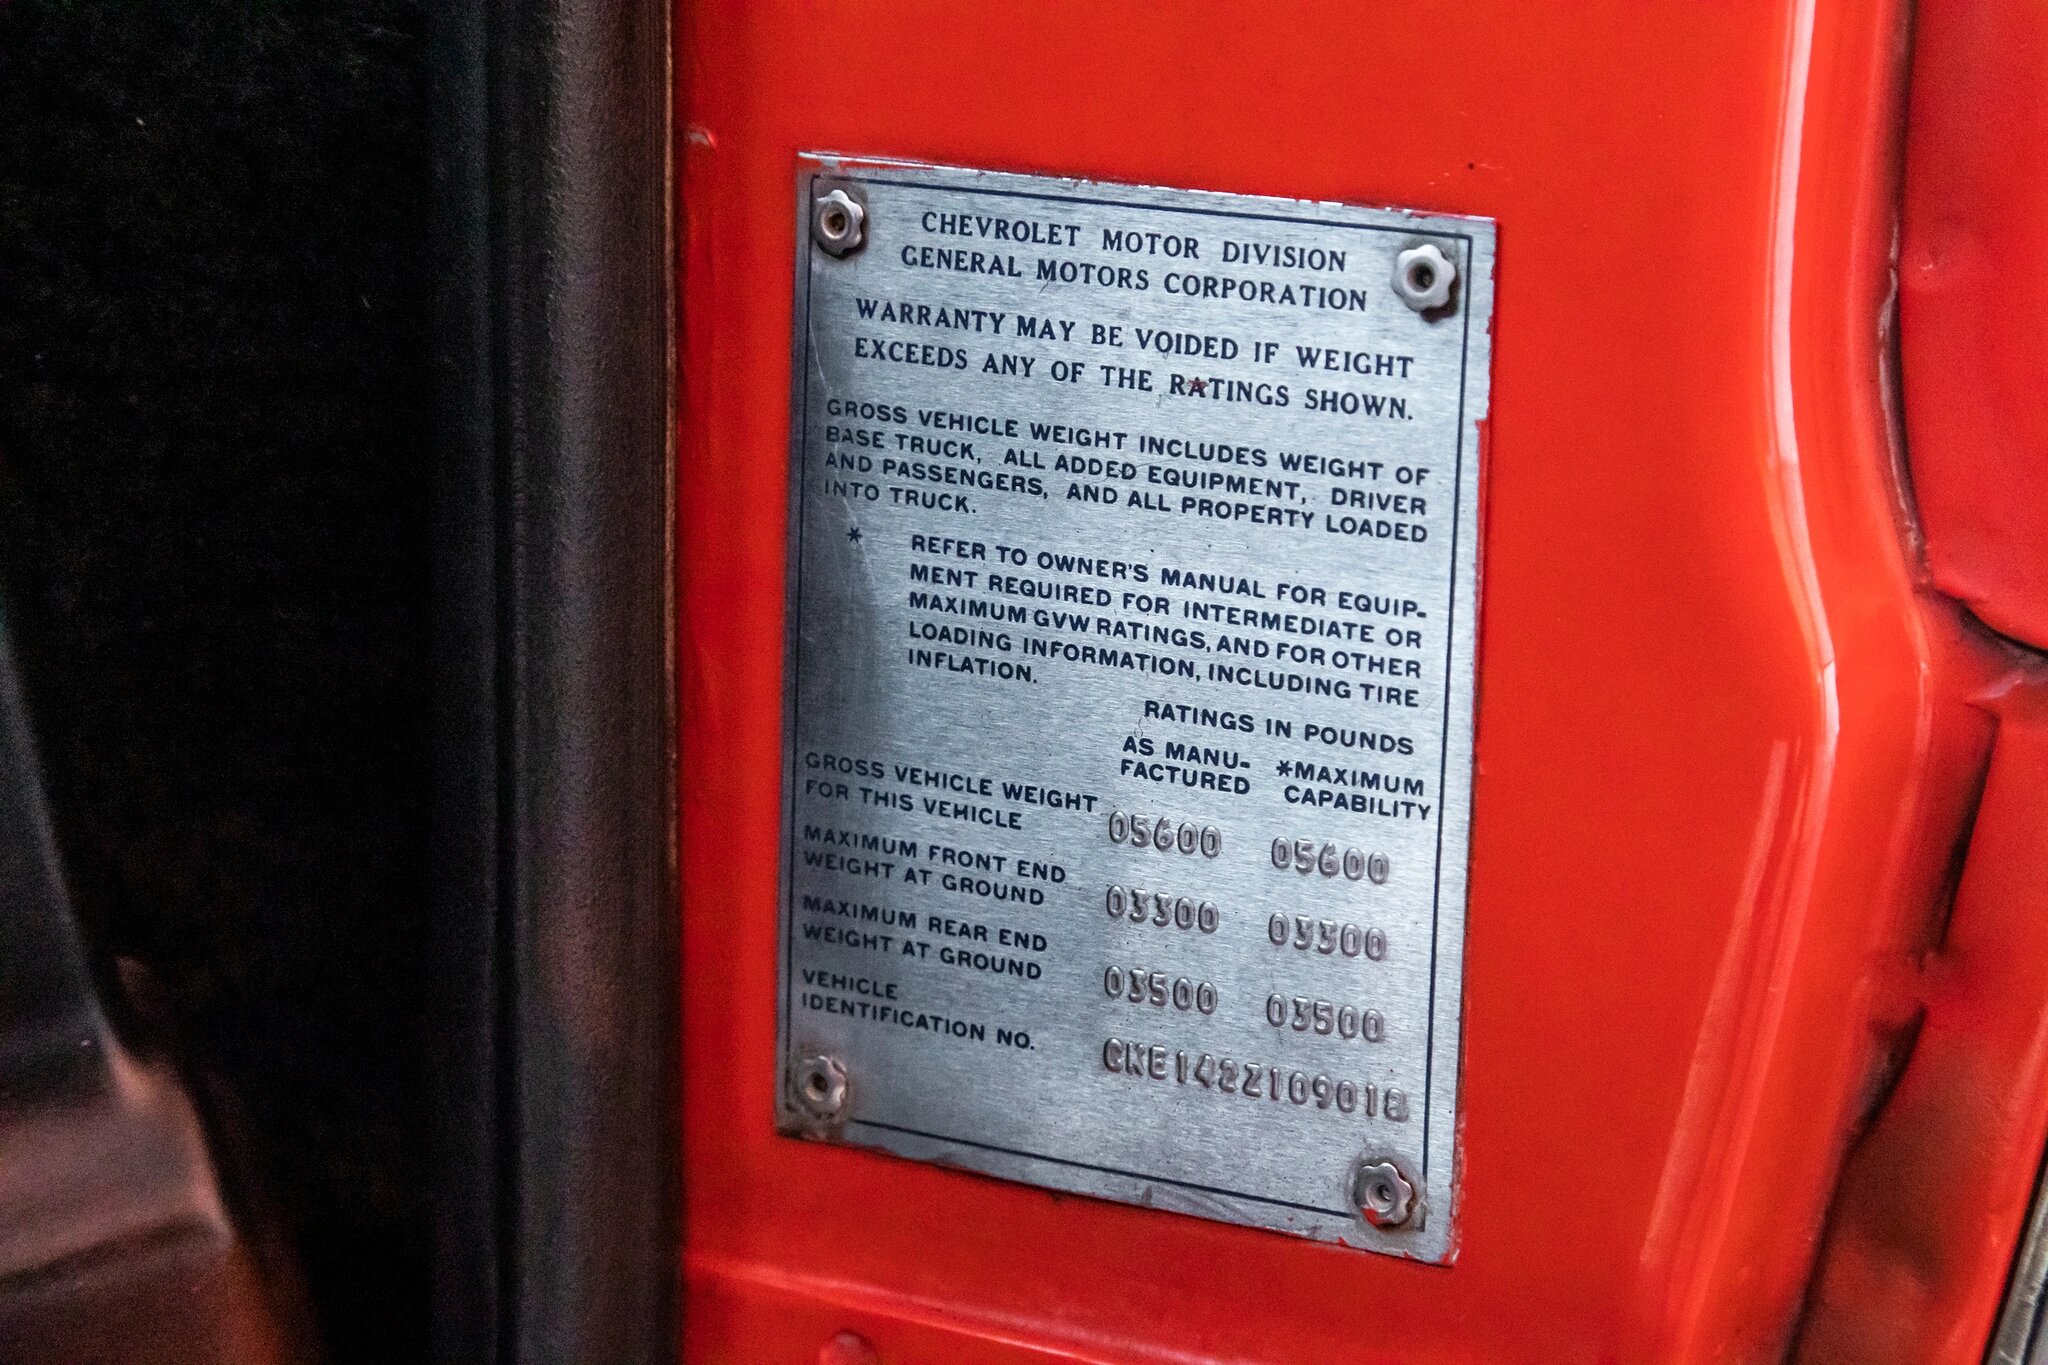 CHEVROLET MOTOR DIVISION
GENERAL MOTORS CORPORATION
WARRANTY MAY BE VOIDED IF WEIGHT
EXCEEDS ANY OF THE RATINGS SHOWN.
GROSS VEHICLE WEIGHT INCLUDES WEIGHT OF
BASE TRUCK, ALL ADDED EQUIPMENT, DRIVER
AND PASSENGERS, AND ALL PROPERTY LOADED
INTO TRUCK.
* REFER TO OWNER'S MANUAL FOR EQUIP-
MENT REQUIRED FOR INTERMEDIATE OR
MAXIMUM GVW RATINGS, AND FOR OTHER
LOADING INFORMATION, INCLUDING TIRE
INFLATION.
RATINGS IN POUNDS
AS MANU-
FACTURED
*MAXIMUM
CAPABILITY
GROSS VEHICLE WEIGHT
FOR THIS VEHICLE 05600 05600
MAXIMUM FRONT END
WEIGHT AT GROUND 03300 03300
MAXIMUM REAR END
WEIGHT AT GROUND 03500 03500
VEHICLE
IDENTIFICATION NO. CKE142Z109018